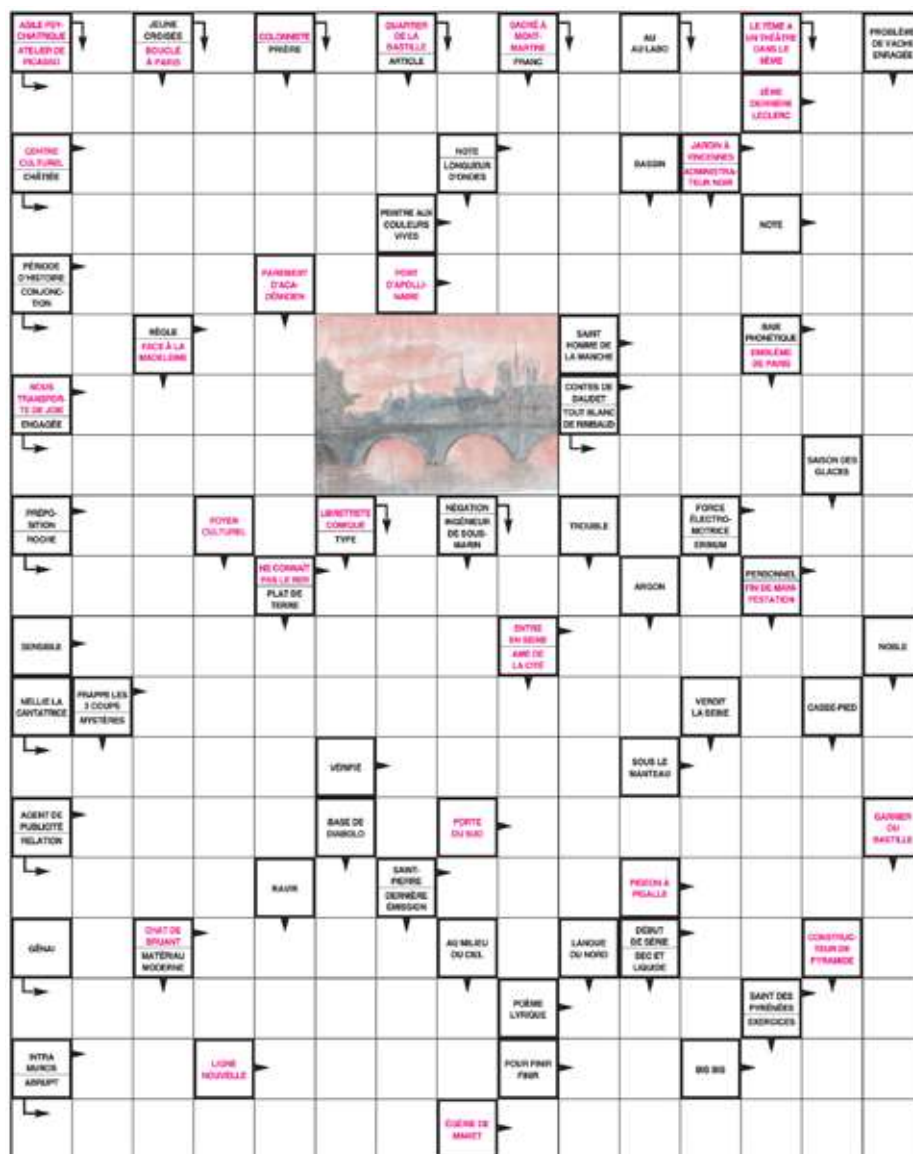 ASILE PSY-
CHIATRIQUE
ATELIER DE
PICASSO
JEUNE
CROISÉE
BOUCLÉ
À PARIS
COLONNETTE
PRIÈRE
QUARTIER
DE LA
BASTILLE
ARTICLE
SACRÉ À
MONT-
MARTRE
FRANC
AU
AU LABO
LE 7ÈME A
UN THÉÂTRE
DANS LE
8ÈME
PROBLÈME
DE VACHE
ENRAGÉE
2ÈME
DERRIÈRE
LECLERC
CENTRE
CULTUREL
CHÂTIÉE
NOTE
LONGUEUR
D'ONDES
BASSIN
JARDIN À
VINCENNES
ADMINISTRA-
TEUR NOIR
PEINTRE AUX
COULEURS
VIVES
NOTE
PÉRIODE
D'HISTOIRE
CONJONC-
TION
PAREMENT
D'ACA-
DÉMICIEN
PONT
D'APOLLI-
NAIRE
RÈGLE
FACE À LA
MADELEINE
SAINT
HOMME DE
LA MANCHE
RAIE
PHONÉTIQUE
EMBLÈME
DE PARIS
NOUS
TRANSPOR-
TE DE JOIE
ENGAGÉE
CONTES DE
DAUDET
TOUT BLANC
DE RIMBAUD
SAISON DES
GLACES
PRÉPO-
SITION
ROCHE
FOYER
CULTUREL
LIBRETTISTE
COMIQUE
TYPE
NÉGATION
INGÉNIEUR
DE SOUS-
MARIN
TROUBLE
FORCE
ÉLECTRO-
MOTRICE
ERBIUM
NE CONNAÎT
PAS LE RER
PLAT DE
TERRE
ARGON
PERSONNEL
FIN DE MANI-
FESTATION
SENSIBLE
ENTRE
EN SEINE
ÂME DE
LA CITÉ
NOBLE
NELLIE LA
CANTATRICE
FRAPPE LES
3 COUPS
MYSTÈRES
VERDIT
LA SEINE
CASSE-PIED
VÉRIFIÉ
SOUS LE
MANTEAU
AGENT DE
PUBLICITÉ
RELATION
BASE DE
DIABOLO
PORTE
DU SUD
GARNIER
OU
BASTILLE
RAVIR
SAINT-
PIERRE
DERNIÈRE
ÉMISSION
PIGEON À
PIGALLE
GÉNAI
CHAT DE
BRUANT
MATÉRIAU
MODERNE
AU MILIEU
DU CIEL
LANGUE
DU NORD
DÉBUT
DE SÉRIE
SEC ET
LIQUIDE
CONSTRUC-
TEUR DE
PYRAMIDE
POÈME
LYRIQUE
SAINT DES
PYRÉNÉES
EXERCICES
INTRA
MUROS
ABRUPT
LIGNE
NOUVELLE
POUR FINIR
FINIR
BIS BIS
ÉGÉRIE DE
MANET